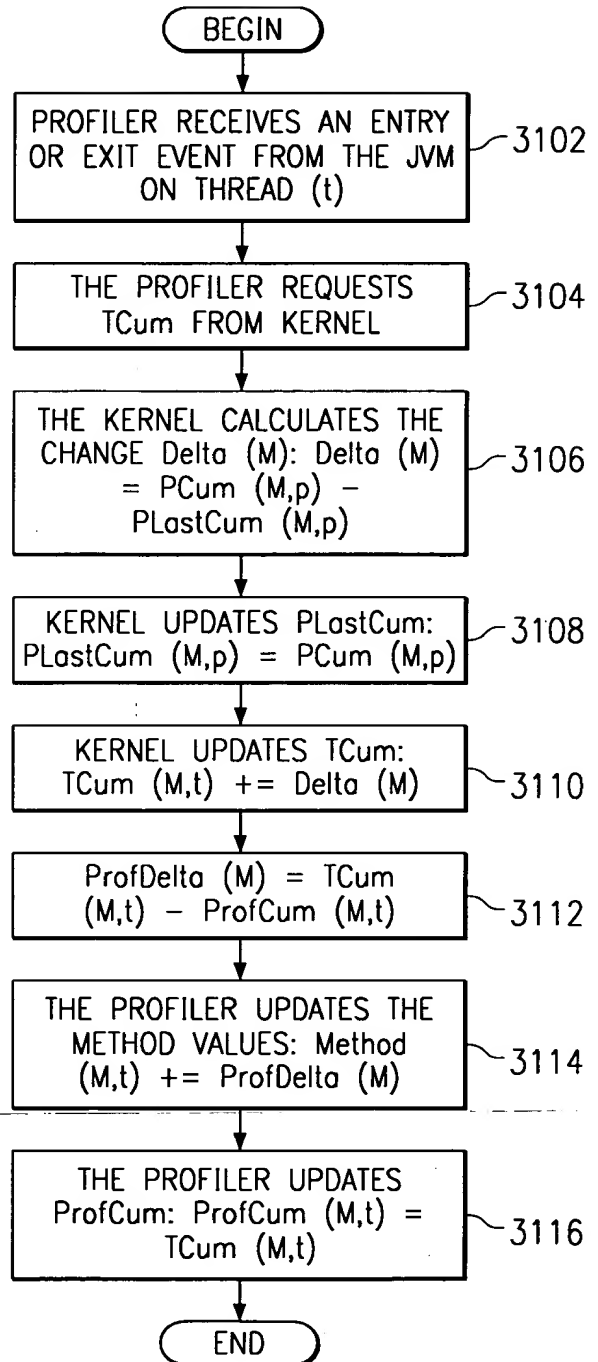 BEGIN
PROFILER RECEIVES AN ENTRY
OR EXIT EVENT FROM THE JVM
ON THREAD (t)
3102
THE PROFILER REQUESTS
TCum FROM KERNEL
3104
THE KERNEL CALCULATES THE
CHANGE Delta (M): Delta (M)
= PCum (M,p) –
PLastCum (M,p)
3106
KERNEL UPDATES PLastCum:
PLastCum (M,p) = PCum (M,p)
3108
KERNEL UPDATES TCum:
TCum (M,t) += Delta (M)
3110
ProfDelta (M) = TCum
(M,t) – ProfCum (M,t)
3112
THE PROFILER UPDATES THE
METHOD VALUES: Method
(M,t) += ProfDelta (M)
3114
THE PROFILER UPDATES
ProfCum: ProfCum (M,t) =
TCum (M,t)
3116
END